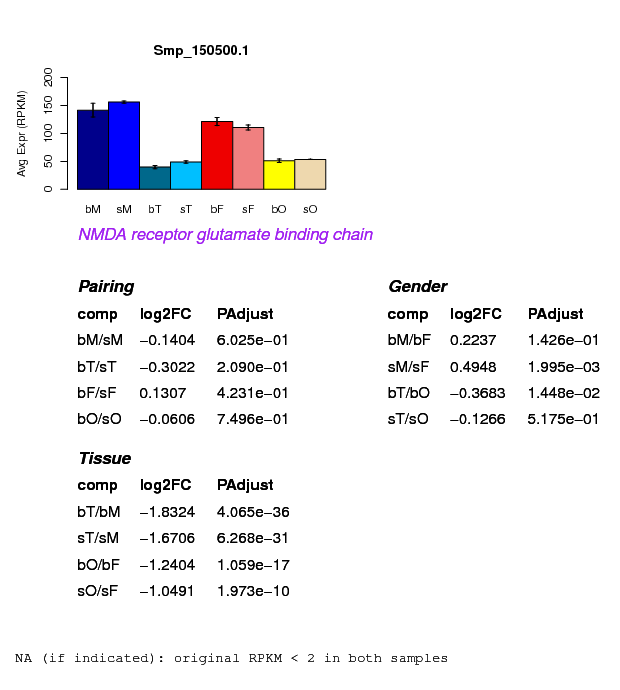 Smp_150500.1
Avg Expr (RPKM)
0 50 100 150 200
bM sM bT sT bF sF bO sO
NMDA receptor glutamate binding chain
Pairing Gender
comp log2FC PAdjust comp log2FC PAdjust
bM/sM −0.1404 6.025e−01 bM/bF 0.2237 1.426e−01
bT/sT −0.3022 2.090e−01 sM/sF 0.4948 1.995e−03
bF/sF 0.1307 4.231e−01 bT/bO −0.3683 1.448e−02
bO/sO −0.0606 7.496e−01 sT/sO −0.1266 5.175e−01
Tissue
comp log2FC PAdjust
bT/bM −1.8324 4.065e−36
sT/sM −1.6706 6.268e−31
bO/bF −1.2404 1.059e−17
sO/sF −1.0491 1.973e−10
NA (if indicated): original RPKM < 2 in both samples